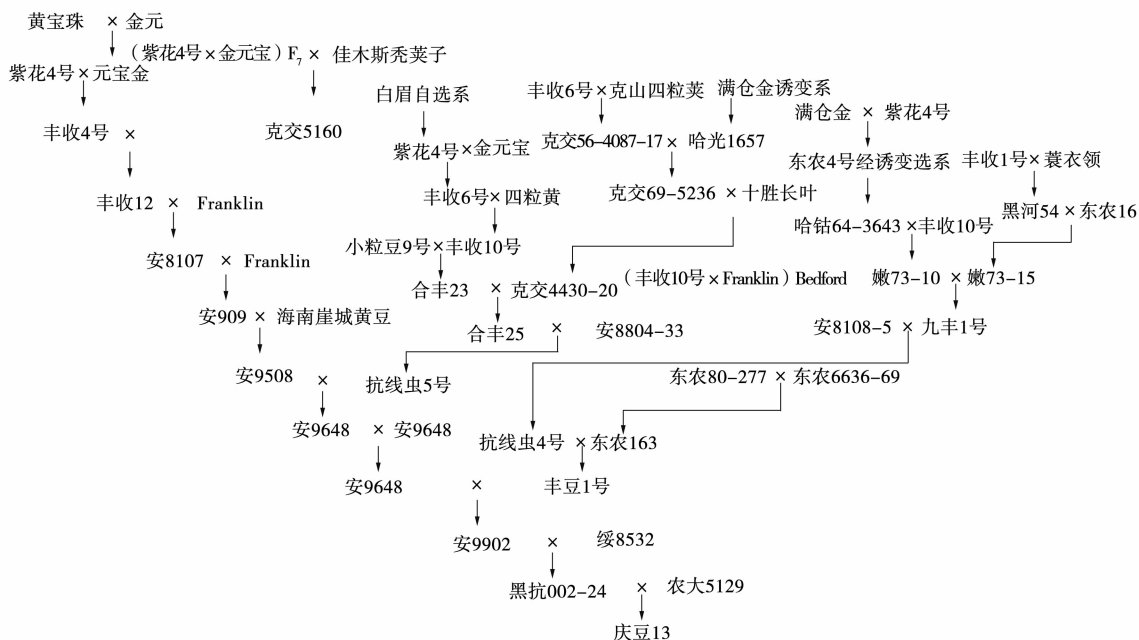 黄宝珠 × 金元
(紫花4号×金元宝)F7 × 佳木斯秃荚子
紫花4号×元宝金
白眉自选系
丰收6号×克山四粒荚 满仓金诱变系
满仓金 × 紫花4号
丰收4号 ×
克交5160
克交56-4087-17× 哈光1657
紫花4号×金元宝
东农4号经诱变选系 丰收1号×蓑衣领
丰收12 × Franklin
丰收6号×四粒黄
克交69-5236 ×十胜长叶
黑河54 ×东农16
哈钴64-3643×丰收10号
小粒豆9号×丰收10号
安8107 × Franklin
(丰收10号×Franklin)Bedford
嫩73-10 × 嫩73-15
合丰23 × 克交4430-20
安909 × 海南崖城黄豆
合丰25 × 安8804-33
安8108-5 × 九丰1号
安9508 × 抗线虫5号
东农80-277 × 东农6636-69
安9648 × 安9648
抗线虫4号 ×东农163
安9648 × 丰豆1号
安9902 × 绥8532
黑抗002-24 × 农大5129
庆豆13